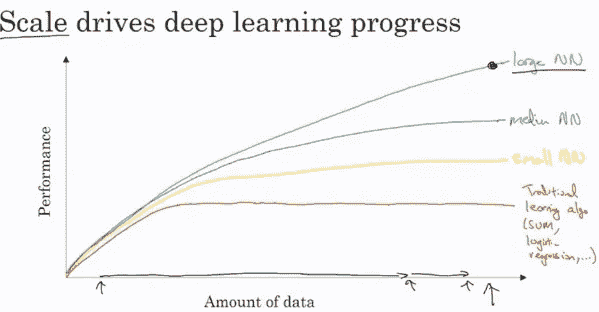 Scale drives deep learning progress
large NN
medium NN
small NN
Traditional
learning algo
(SVM,
logistic
regression,...)
Performance
Amount of data